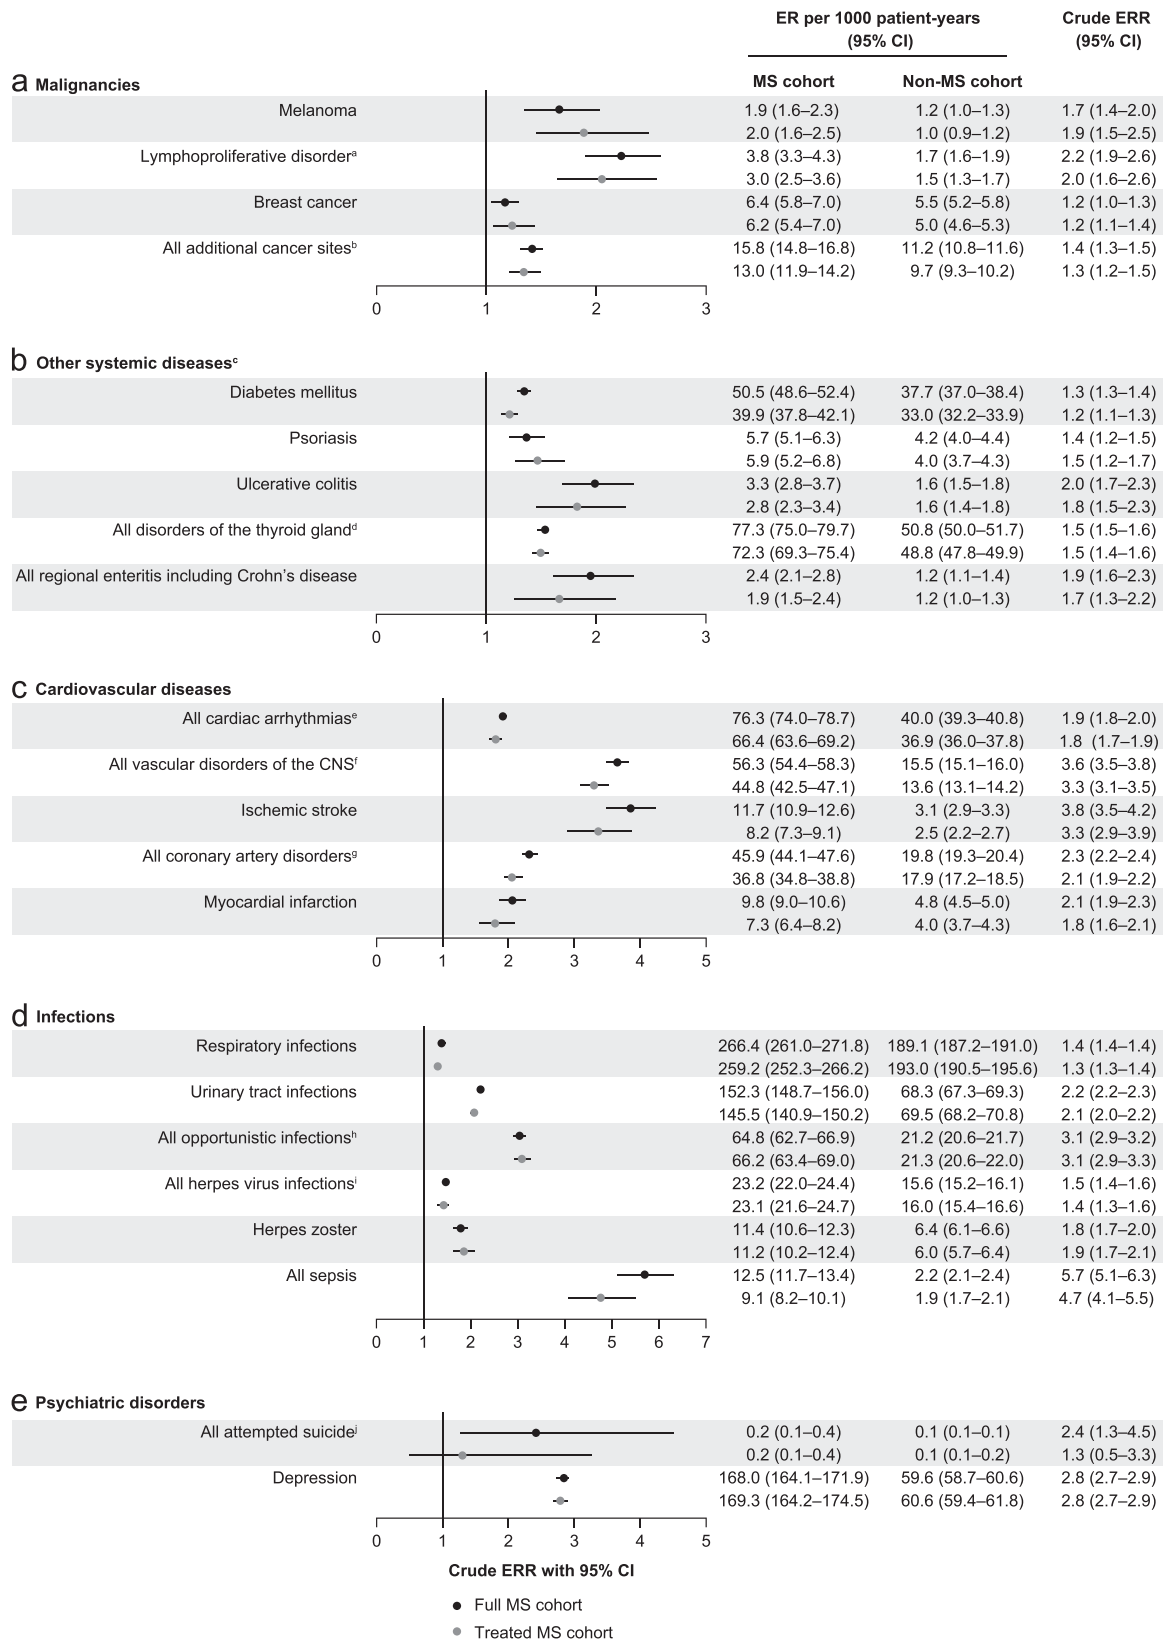 ER per 1000 patient-years Crude ERR
(95% CI) (95% CI)
MS cohort Non-MS cohort
a Malignancies
Melanoma 1.9 (1.6–2.3) 1.2 (1.0–1.3) 1.7 (1.4–2.0)
2.0 (1.6–2.5) 1.0 (0.9–1.2) 1.9 (1.5–2.5)
Lymphoproliferative disorderᵃ 3.8 (3.3–4.3) 1.7 (1.6–1.9) 2.2 (1.9–2.6)
3.0 (2.5–3.6) 1.5 (1.3–1.7) 2.0 (1.6–2.6)
Breast cancer 6.4 (5.8–7.0) 5.5 (5.2–5.8) 1.2 (1.0–1.3)
6.2 (5.4–7.0) 5.0 (4.6–5.3) 1.2 (1.1–1.4)
All additional cancer sitesᵇ 15.8 (14.8–16.8) 11.2 (10.8–11.6) 1.4 (1.3–1.5)
13.0 (11.9–14.2) 9.7 (9.3–10.2) 1.3 (1.2–1.5)
0 1 2 3
b Other systemic diseasesᶜ
Diabetes mellitus 50.5 (48.6–52.4) 37.7 (37.0–38.4) 1.3 (1.3–1.4)
39.9 (37.8–42.1) 33.0 (32.2–33.9) 1.2 (1.1–1.3)
Psoriasis 5.7 (5.1–6.3) 4.2 (4.0–4.4) 1.4 (1.2–1.5)
5.9 (5.2–6.8) 4.0 (3.7–4.3) 1.5 (1.2–1.7)
Ulcerative colitis 3.3 (2.8–3.7) 1.6 (1.5–1.8) 2.0 (1.7–2.3)
2.8 (2.3–3.4) 1.6 (1.4–1.8) 1.8 (1.5–2.3)
All disorders of the thyroid glandᵈ 77.3 (75.0–79.7) 50.8 (50.0–51.7) 1.5 (1.5–1.6)
72.3 (69.3–75.4) 48.8 (47.8–49.9) 1.5 (1.4–1.6)
All regional enteritis including Crohn's disease 2.4 (2.1–2.8) 1.2 (1.1–1.4) 1.9 (1.6–2.3)
1.9 (1.5–2.4) 1.2 (1.0–1.3) 1.7 (1.3–2.2)
0 1 2 3
c Cardiovascular diseases
All cardiac arrhythmiasᵉ 76.3 (74.0–78.7) 40.0 (39.3–40.8) 1.9 (1.8–2.0)
66.4 (63.6–69.2) 36.9 (36.0–37.8) 1.8 (1.7–1.9)
All vascular disorders of the CNSᶠ 56.3 (54.4–58.3) 15.5 (15.1–16.0) 3.6 (3.5–3.8)
44.8 (42.5–47.1) 13.6 (13.1–14.2) 3.3 (3.1–3.5)
Ischemic stroke 11.7 (10.9–12.6) 3.1 (2.9–3.3) 3.8 (3.5–4.2)
8.2 (7.3–9.1) 2.5 (2.2–2.7) 3.3 (2.9–3.9)
All coronary artery disordersᵍ 45.9 (44.1–47.6) 19.8 (19.3–20.4) 2.3 (2.2–2.4)
36.8 (34.8–38.8) 17.9 (17.2–18.5) 2.1 (1.9–2.2)
Myocardial infarction 9.8 (9.0–10.6) 4.8 (4.5–5.0) 2.1 (1.9–2.3)
7.3 (6.4–8.2) 4.0 (3.7–4.3) 1.8 (1.6–2.1)
0 1 2 3 4 5
d Infections
Respiratory infections 266.4 (261.0–271.8) 189.1 (187.2–191.0) 1.4 (1.4–1.4)
259.2 (252.3–266.2) 193.0 (190.5–195.6) 1.3 (1.3–1.4)
Urinary tract infections 152.3 (148.7–156.0) 68.3 (67.3–69.3) 2.2 (2.2–2.3)
145.5 (140.9–150.2) 69.5 (68.2–70.8) 2.1 (2.0–2.2)
All opportunistic infectionsʰ 64.8 (62.7–66.9) 21.2 (20.6–21.7) 3.1 (2.9–3.2)
66.2 (63.4–69.0) 21.3 (20.6–22.0) 3.1 (2.9–3.3)
All herpes virus infectionsⁱ 23.2 (22.0–24.4) 15.6 (15.2–16.1) 1.5 (1.4–1.6)
23.1 (21.6–24.7) 16.0 (15.4–16.6) 1.4 (1.3–1.6)
Herpes zoster 11.4 (10.6–12.3) 6.4 (6.1–6.6) 1.8 (1.7–2.0)
11.2 (10.2–12.4) 6.0 (5.7–6.4) 1.9 (1.7–2.1)
All sepsis 12.5 (11.7–13.4) 2.2 (2.1–2.4) 5.7 (5.1–6.3)
9.1 (8.2–10.1) 1.9 (1.7–2.1) 4.7 (4.1–5.5)
0 1 2 3 4 5 6 7
e Psychiatric disorders
All attempted suicideʲ 0.2 (0.1–0.4) 0.1 (0.1–0.1) 2.4 (1.3–4.5)
0.2 (0.1–0.4) 0.1 (0.1–0.2) 1.3 (0.5–3.3)
Depression 168.0 (164.1–171.9) 59.6 (58.7–60.6) 2.8 (2.7–2.9)
169.3 (164.2–174.5) 60.6 (59.4–61.8) 2.8 (2.7–2.9)
0 1 2 3 4 5
Crude ERR with 95% CI
Full MS cohort
Treated MS cohort